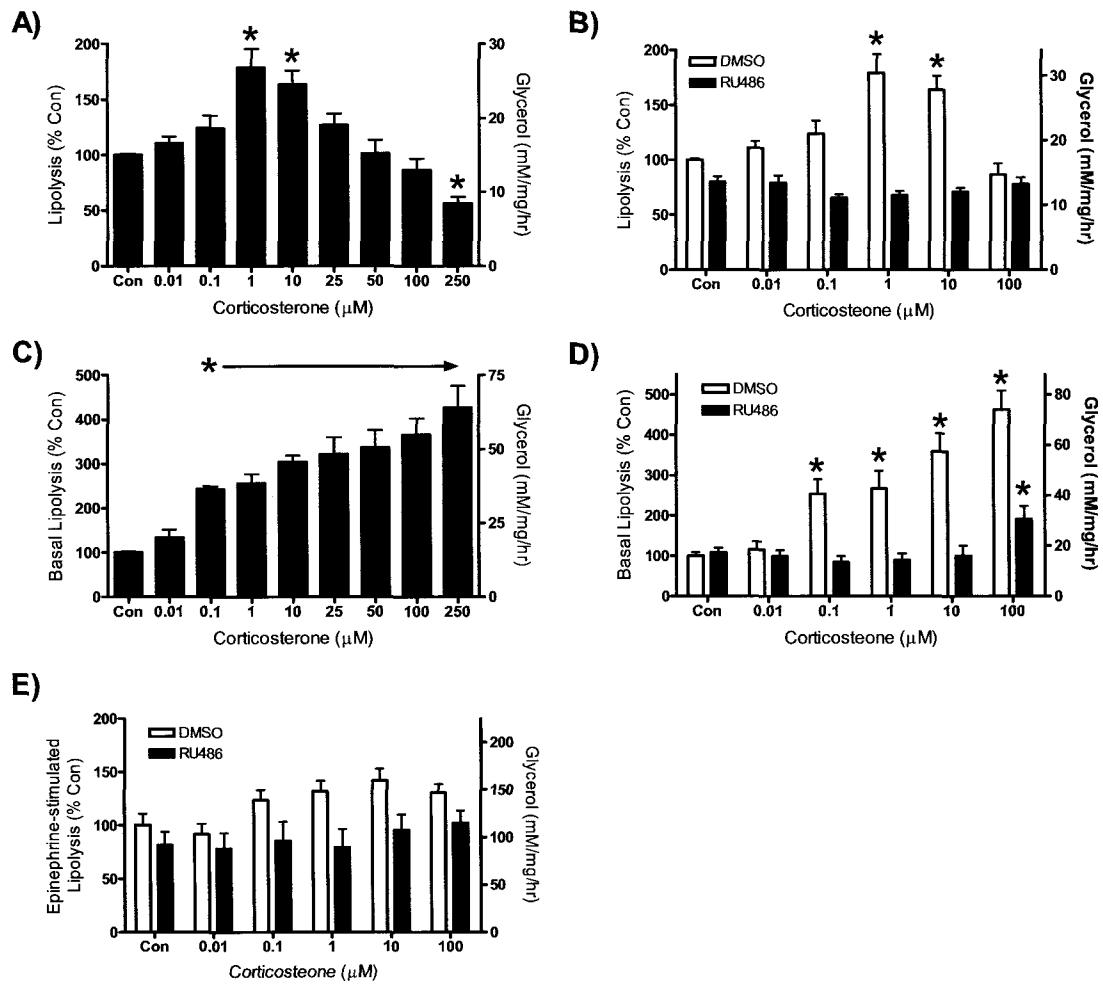 A)
*
*
*
200
150
100
50
0
Lipolysis (% Con)
30
20
10
0
Glycerol (mM/mg/hr)
Con 0.01 0.1 1 10 25 50 100 250
Corticosterone (μM)
B)
DMSO
RU486
*
*
200
150
100
50
0
Lipolysis (% Con)
30
20
10
0
Glycerol (mM/mg/hr)
Con 0.01 0.1 1 10 100
Corticosteone (μM)
C)
*
500
400
300
200
100
0
Basal Lipolysis (% Con)
75
50
25
0
Glycerol (mM/mg/hr)
Con 0.01 0.1 1 10 25 50 100 250
Corticosterone (μM)
D)
DMSO
RU486
*
*
*
*
*
500
400
300
200
100
0
Basal Lipolysis (% Con)
80
60
40
20
0
Glycerol (mM/mg/hr)
Con 0.01 0.1 1 10 100
Corticosteone (μM)
E)
DMSO
RU486
200
150
100
50
0
Epinephrine-stimulated
Lipolysis (% Con)
200
150
100
50
0
Glycerol (mM/mg/hr)
Con 0.01 0.1 1 10 100
Corticosteone (μM)